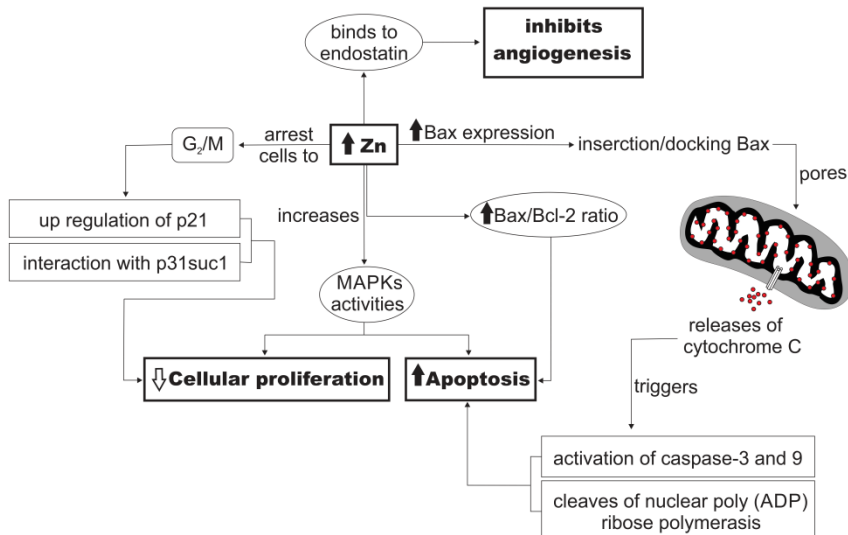 binds to
endostatin
inhibits
angiogenesis
G₂/M
arrest
cells to
Zn
Bax expression
inserction/docking Bax
pores
up regulation of p21
interaction with p31suc1
increases
Bax/Bcl-2 ratio
MAPKs
activities
releases of
cytochrome C
Cellular proliferation
Apoptosis
triggers
activation of caspase-3 and 9
cleaves of nuclear poly (ADP)
ribose polymerasis